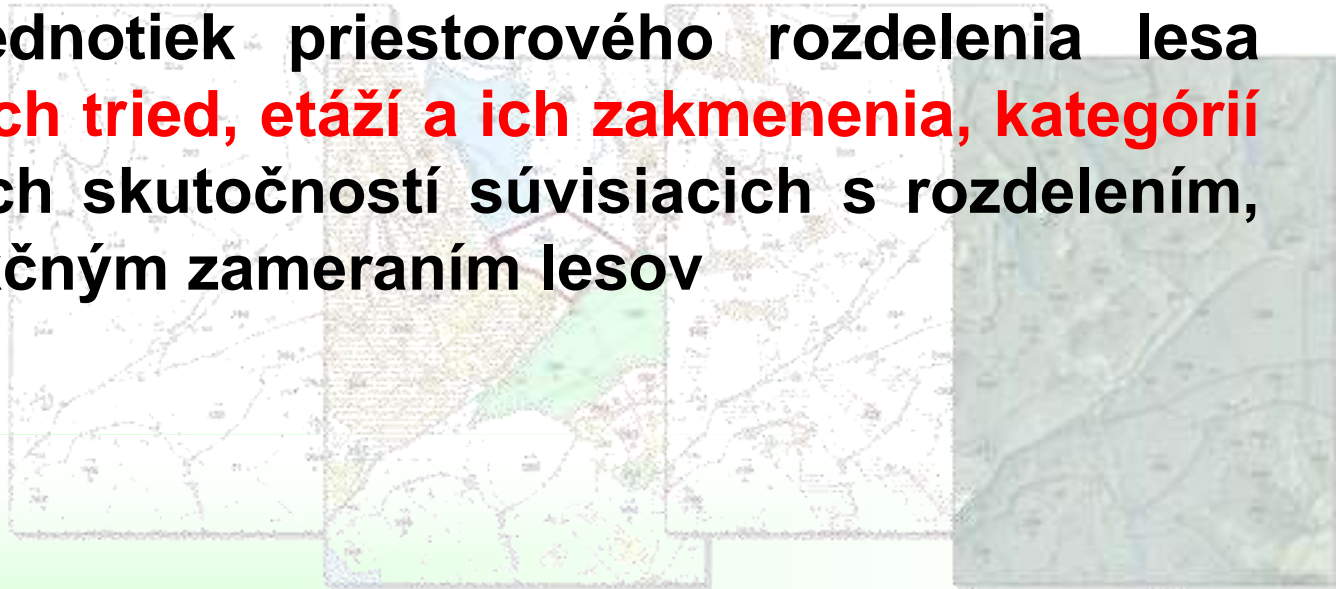 ednotiek priestorového rozdelenia lesa
ch tried, etáží a ich zakmenenia, kategórií
ch skutočností súvisiacich s rozdelením,
čným zameraním lesov